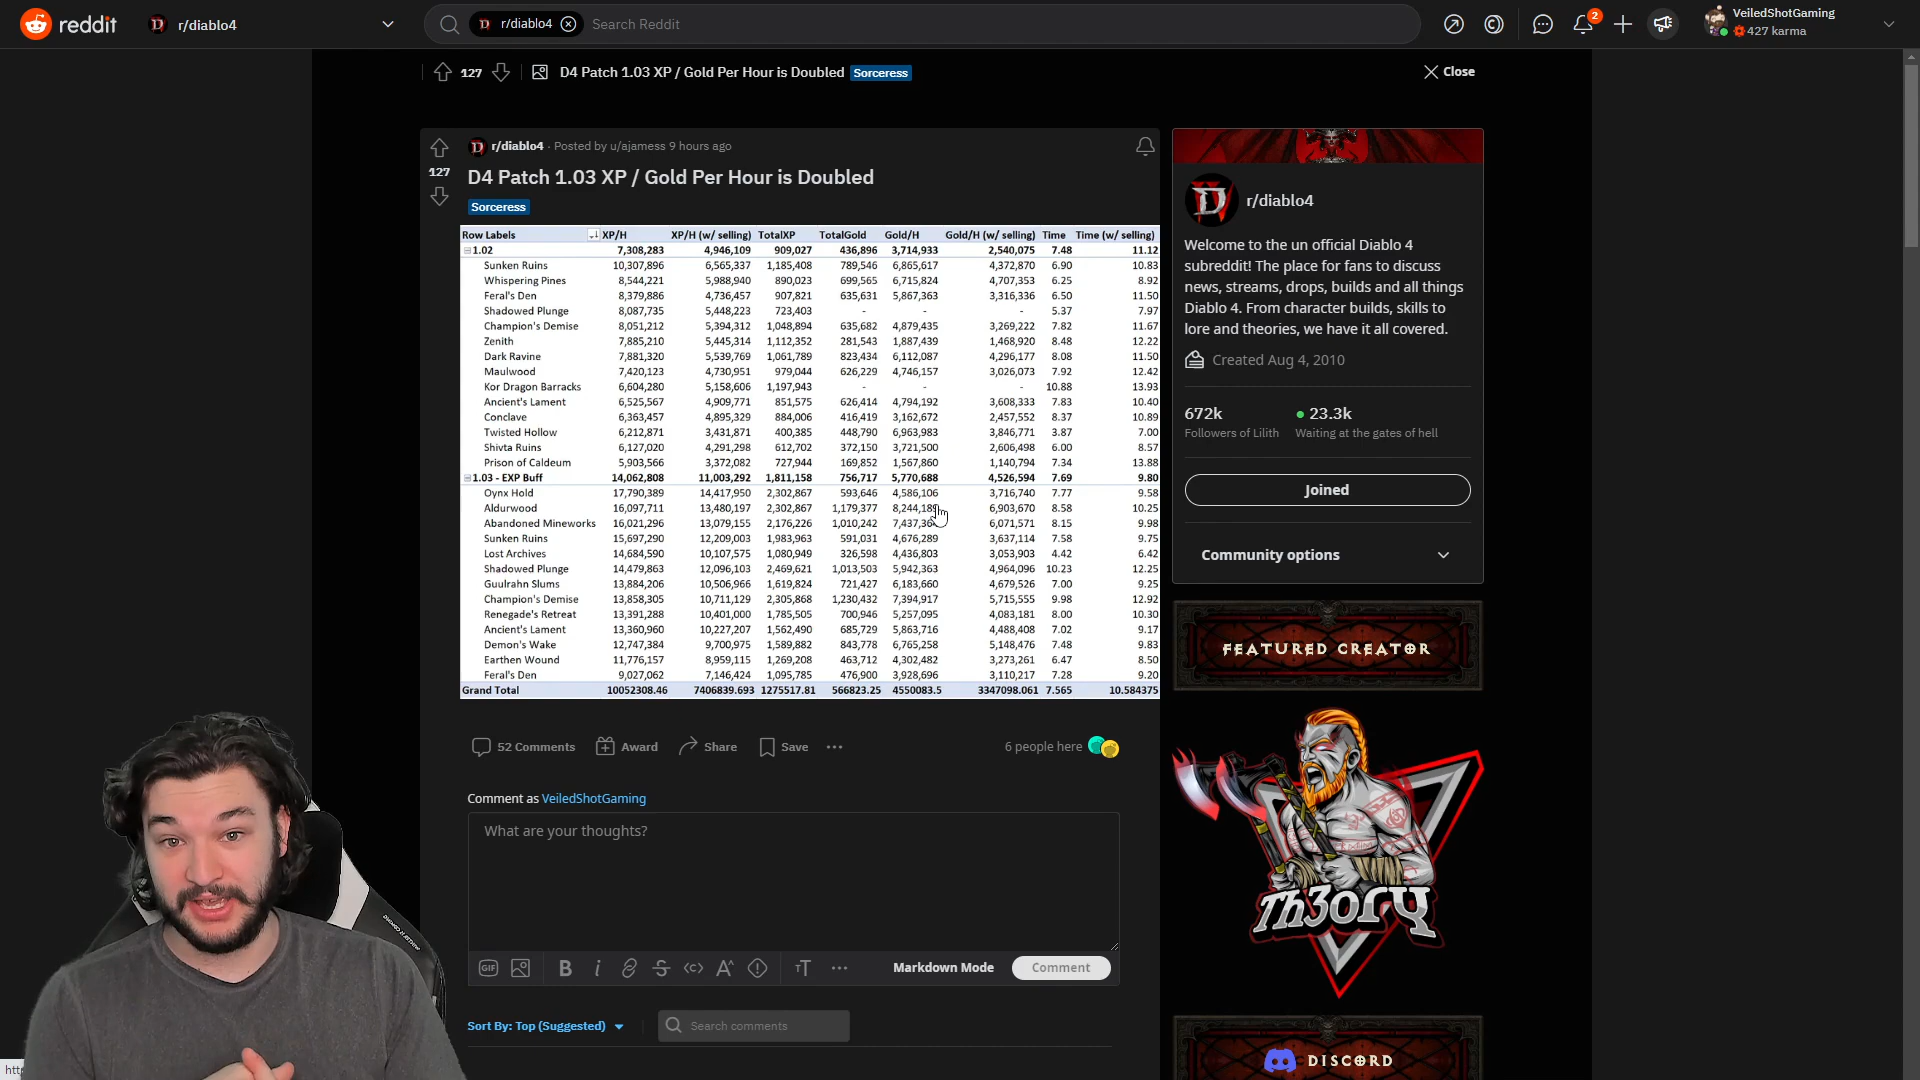 reddit
r/diablo4
r/diablo4
Search Reddit
2
VeiledShotGaming
427 karma
127
D4 Patch 1.03 XP / Gold Per Hour is Doubled Sorceress
Close
r/diablo4 · Posted by u/ajamess 9 hours ago
127
D4 Patch 1.03 XP / Gold Per Hour is Doubled
Sorceress
Row Labels XP/H XP/H (w/ selling) TotalXP TotalGold Gold/H Gold/H (w/ selling) Time Time (w/ selling)
1.02 7,308,283 4,946,109 909,027 436,896 3,714,933 2,540,075 7.48 11.12
Sunken Ruins 10,307,896 6,565,337 1,185,408 789,546 6,865,617 4,372,870 6.90 10.83
Whispering Pines 8,544,221 5,988,940 890,023 699,565 6,715,824 4,707,353 6.25 8.92
Feral's Den 8,379,886 4,736,457 907,821 635,631 5,867,363 3,316,336 6.50 11.50
Shadowed Plunge 8,087,735 5,448,223 723,403 - - - 5.37 7.97
Champion's Demise 8,051,212 5,394,312 1,048,894 635,682 4,879,435 3,269,222 7.82 11.67
Zenith 7,885,210 5,445,314 1,112,352 281,543 1,887,439 1,468,920 8.48 12.22
Dark Ravine 7,881,320 5,539,769 1,061,789 823,434 6,112,087 4,296,177 8.08 11.50
Maulwood 7,420,123 4,730,951 979,044 626,229 4,746,157 3,026,073 7.92 12.42
Kor Dragon Barracks 6,604,280 5,158,606 1,197,943 - - - 10.88 13.93
Ancient's Lament 6,525,567 4,909,771 851,575 626,414 4,794,192 3,608,333 7.83 10.40
Conclave 6,363,457 4,895,329 884,006 416,419 3,162,672 2,457,552 8.37 10.89
Twisted Hollow 6,212,871 3,431,871 400,385 448,790 6,963,983 3,846,771 3.87 7.00
Shivta Ruins 6,127,020 4,291,298 612,702 372,150 3,721,500 2,606,498 6.00 8.57
Prison of Caldeum 5,903,566 3,372,082 727,944 169,852 1,567,860 1,140,794 7.34 13.88
1.03 - EXP Buff 14,062,808 11,003,292 1,811,158 756,717 5,770,688 4,526,594 7.69 9.80
Oynx Hold 17,790,389 14,417,950 2,302,867 593,646 4,586,106 3,716,740 7.77 9.58
Aldurwood 16,097,711 13,480,197 2,302,867 1,179,377 6,903,670 8.58 10.25
Abandoned Mineworks 16,021,296 13,079,155 2,176,226 1,010,242 6,071,571 8.15 9.98
Sunken Ruins 15,697,290 12,209,003 1,983,963 591,031 4,676,289 3,637,114 7.58 9.75
Lost Archives 14,684,590 10,107,575 1,080,949 326,598 4,436,803 3,053,903 4.42 6.42
Shadowed Plunge 14,479,863 12,096,103 2,469,621 1,013,503 5,942,363 4,964,096 10.23 12.25
Guulrahn Slums 13,884,206 10,506,966 1,619,824 721,427 6,183,660 4,679,526 7.00 9.25
Champion's Demise 13,858,305 10,711,129 2,305,868 1,230,432 7,394,917 5,715,555 9.98 12.92
Renegade's Retreat 13,391,288 10,401,000 1,785,505 700,946 5,257,095 4,083,181 8.00 10.30
Ancient's Lament 13,360,960 10,227,207 1,562,490 685,729 5,863,716 4,488,408 7.02 9.17
Demon's Wake 12,747,384 9,700,975 1,589,882 843,778 6,765,258 5,148,476 7.48 9.83
Earthen Wound 11,776,157 8,959,115 1,269,208 463,712 4,302,482 3,273,261 6.47 8.50
Feral's Den 9,027,062 7,146,424 1,095,785 476,900 3,928,696 3,110,217 7.28 9.20
Grand Total 10052308.46 7406839.693 1275517.81 566823.25 4550083.5 3347098.061 7.565 10.584375
52 Comments Award Share Save
6 people here
Comment as VeiledShotGaming
What are your thoughts?
GIF
Markdown Mode
Comment
Sort By: Top (Suggested)
Search comments
r/diablo4
Welcome to the un official Diablo 4
subreddit! The place for fans to discuss
news, streams, drops, builds and all things
Diablo 4. From character builds, skills to
lore and theories, we have it all covered.
Created Aug 4, 2010
672k 23.3k
Followers of Lilith Waiting at the gates of hell
Joined
Community options
FEATURED CREATOR
Th3ory
DISCORD